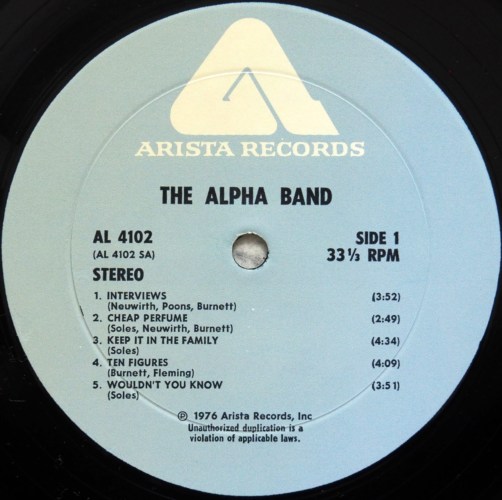 ARISTA RECORDS
THE ALPHA BAND
AL 4102
(AL 4102 SA)
STEREO
SIDE 1
33⅓ RPM
1. INTERVIEWS (3:52)
(Neuwirth, Poons, Burnett)
2. CHEAP PERFUME (2:49)
(Soles, Neuwirth, Burnett)
3. KEEP IT IN THE FAMILY (4:34)
(Soles)
4. TEN FIGURES (4:09)
(Burnett, Fleming)
5. WOULDN'T YOU KNOW (3:51)
(Soles)
℗ 1976 Arista Records, Inc
Unauthorized duplication is a
violation of applicable laws.